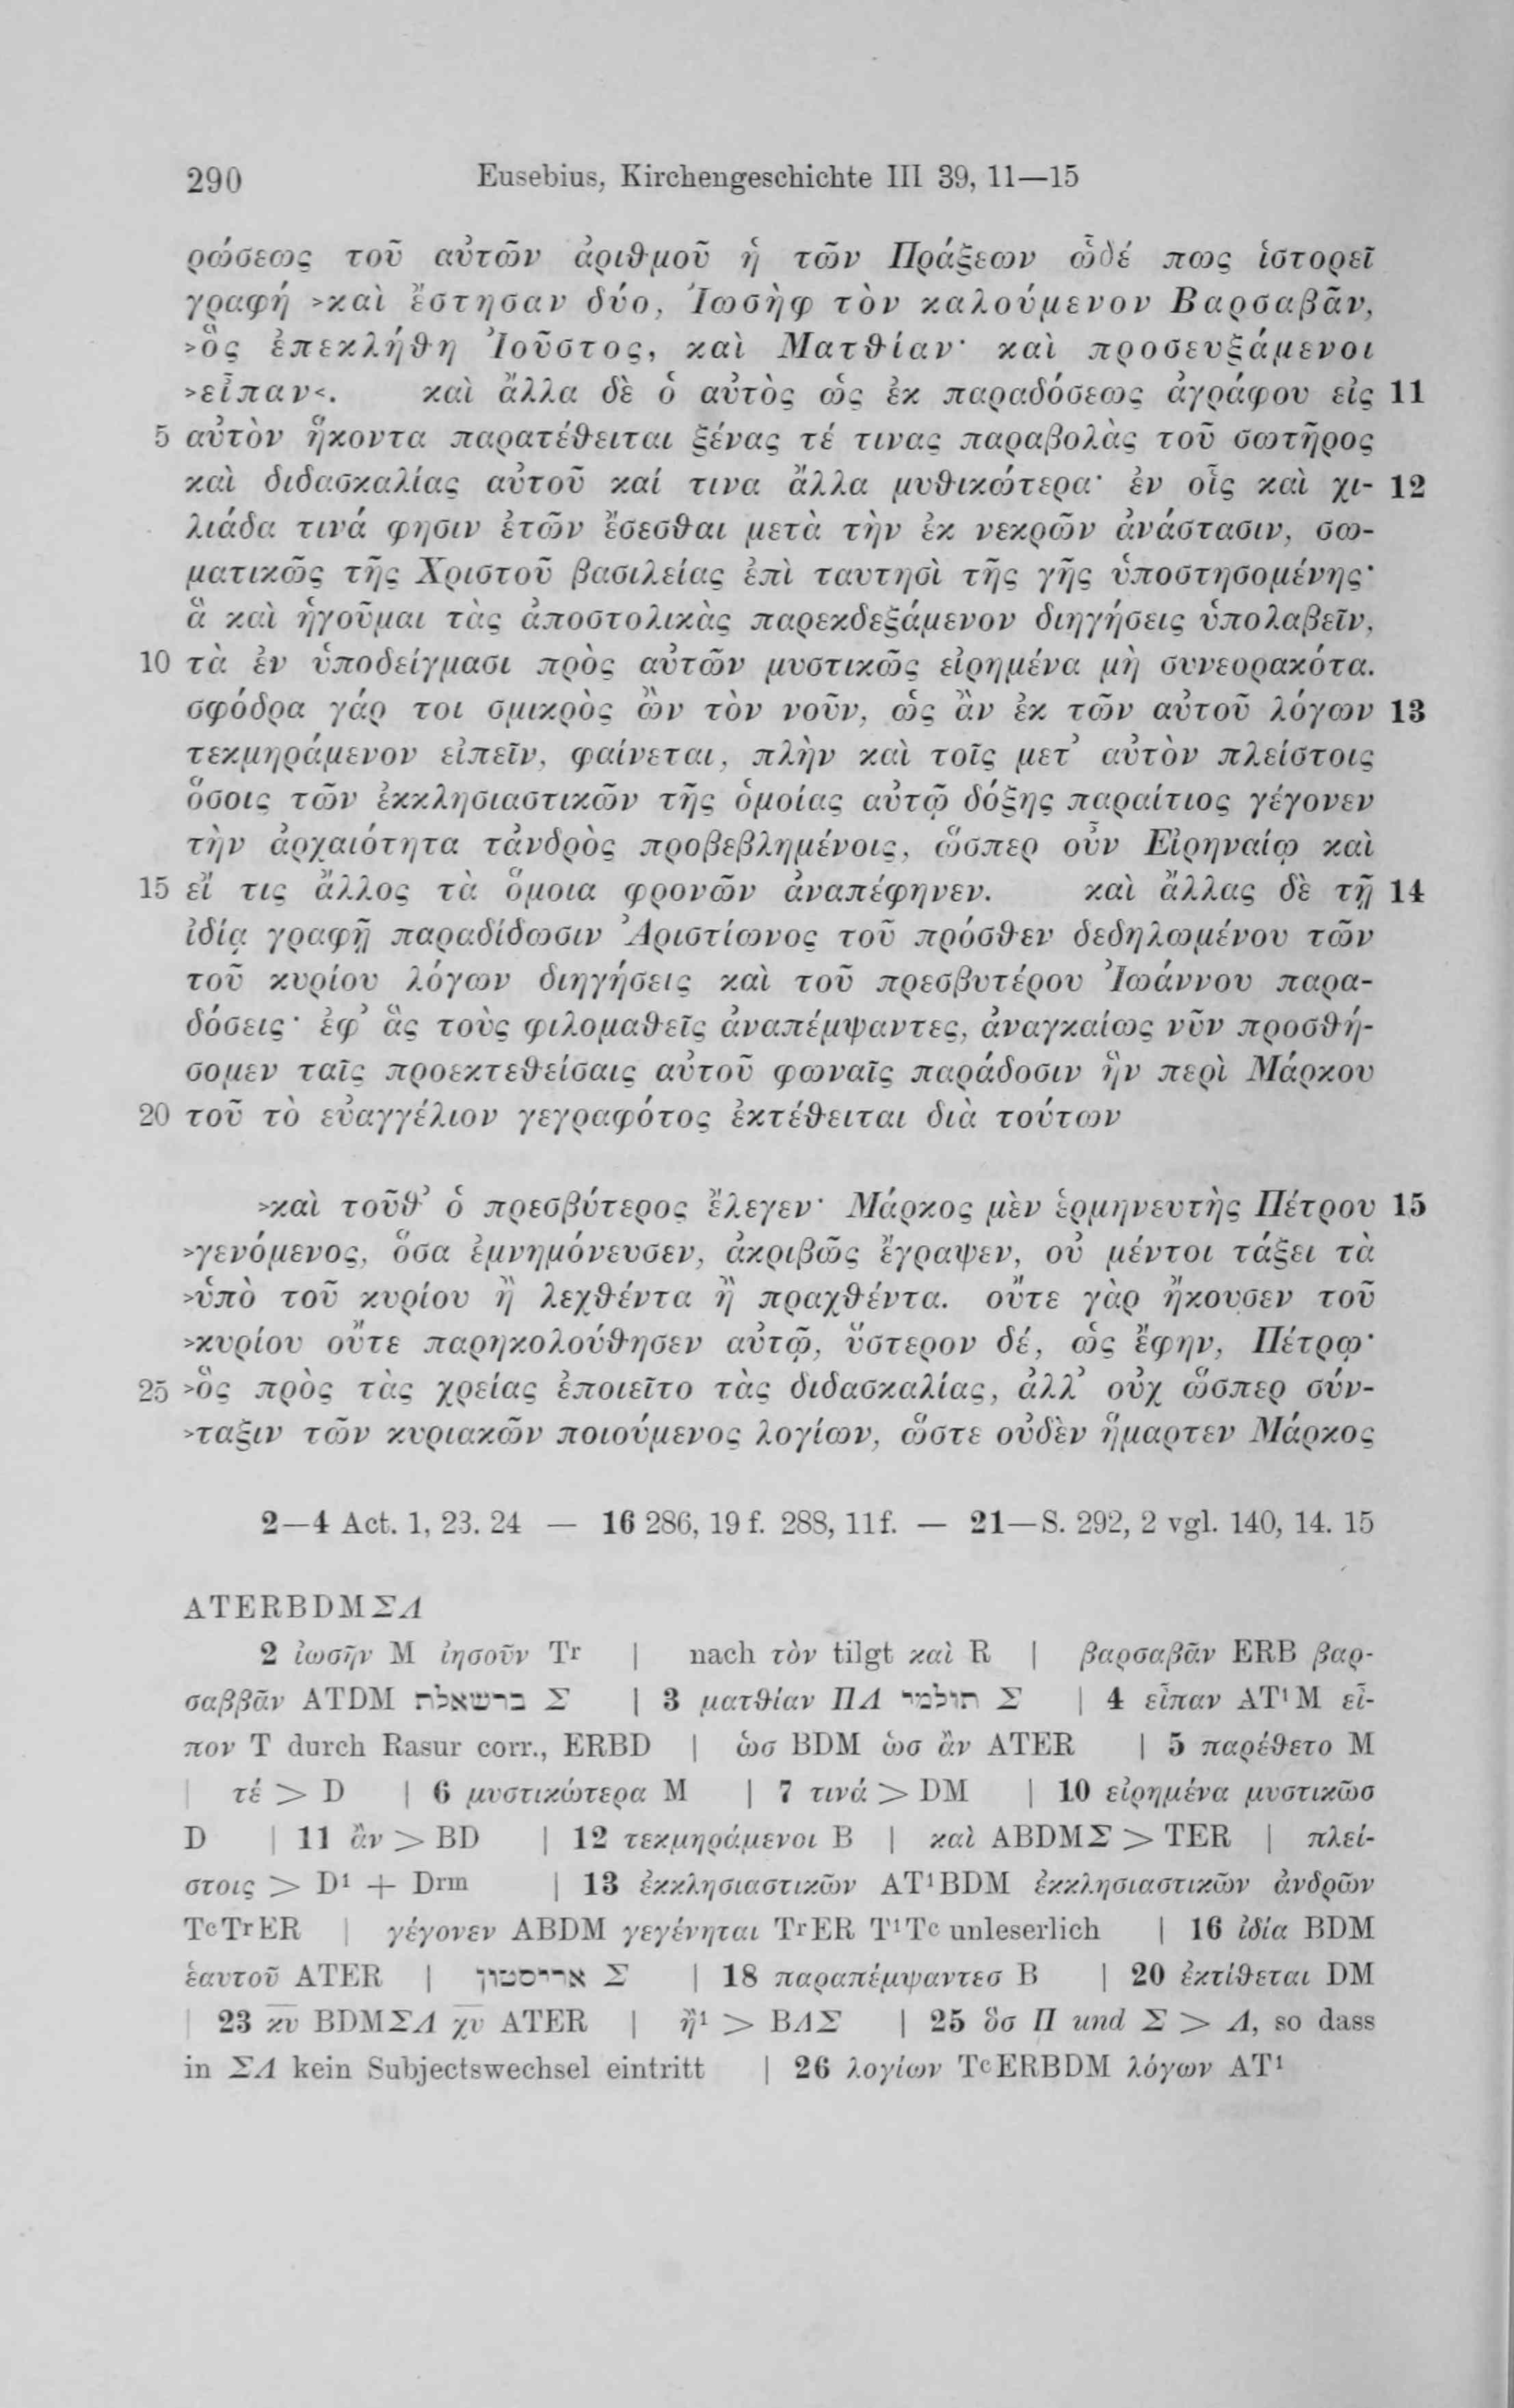 290 Eusebius, Kirchengeschichte III 39, 11—15
ρώσεως τοῦ αὐτῶν ἀριθμοῦ ἡ τῶν Πράξεων ὧδέ πως ἱστορεῖ
γραφή >καὶ ἔστησαν δύο, Ἰωσὴφ τὸν καλούμενον Βαρσαβᾶν,
>ὃς ἐπεκλήθη Ἰοῦστος, καὶ Ματθίαν· καὶ προσευξάμενοι
>εἶπαν<. καὶ ἄλλα δὲ ὁ αὐτὸς ὡς ἐκ παραδόσεως ἀγράφου εἰς 11
5 αὐτὸν ἥκοντα παρατέθειται ξένας τέ τινας παραβολὰς τοῦ σωτῆρος
καὶ διδασκαλίας αὐτοῦ καί τινα ἄλλα μυθικώτερα· ἐν οἷς καὶ χι- 12
λιάδα τινά φησιν ἐτῶν ἔσεσθαι μετὰ τὴν ἐκ νεκρῶν ἀνάστασιν, σω-
ματικῶς τῆς Χριστοῦ βασιλείας ἐπὶ ταυτησὶ τῆς γῆς ὑποστησομένης·
ἃ καὶ ἡγοῦμαι τὰς ἀποστολικὰς παρεκδεξάμενον διηγήσεις ὑπολαβεῖν,
10 τὰ ἐν ὑποδείγμασι πρὸς αὐτῶν μυστικῶς εἰρημένα μὴ συνεορακότα.
σφόδρα γάρ τοι σμικρὸς ὢν τὸν νοῦν, ὡς ἂν ἐκ τῶν αὐτοῦ λόγων 13
τεκμηράμενον εἰπεῖν, φαίνεται, πλὴν καὶ τοῖς μετ᾽ αὐτὸν πλείστοις
ὅσοις τῶν ἐκκλησιαστικῶν τῆς ὁμοίας αὐτῷ δόξης παραίτιος γέγονεν
τὴν ἀρχαιότητα τἀνδρὸς προβεβλημένοις, ὥσπερ οὖν Εἰρηναίῳ καὶ
15 εἴ τις ἄλλος τὰ ὅμοια φρονῶν ἀναπέφηνεν. καὶ ἄλλας δὲ τῇ 14
ἰδίᾳ γραφῇ παραδίδωσιν Ἀριστίωνος τοῦ πρόσθεν δεδηλωμένου τῶν
τοῦ κυρίου λόγων διηγήσεις καὶ τοῦ πρεσβυτέρου Ἰωάννου παρα-
δόσεις· ἐφ᾽ ἃς τοὺς φιλομαθεῖς ἀναπέμψαντες, ἀναγκαίως νῦν προσθή-
σομεν ταῖς προεκτεθείσαις αὐτοῦ φωναῖς παράδοσιν ἣν περὶ Μάρκου
20 τοῦ τὸ εὐαγγέλιον γεγραφότος ἐκτέθειται διὰ τούτων
>καὶ τοῦθ᾽ ὁ πρεσβύτερος ἔλεγεν· Μάρκος μὲν ἑρμηνευτὴς Πέτρου 15
>γενόμενος, ὅσα ἐμνημόνευσεν, ἀκριβῶς ἔγραψεν, οὐ μέντοι τάξει τὰ
>ὑπὸ τοῦ κυρίου ἢ λεχθέντα ἢ πραχθέντα. οὔτε γὰρ ἤκουσεν τοῦ
>κυρίου οὔτε παρηκολούθησεν αὐτῷ, ὕστερον δέ, ὡς ἔφην, Πέτρῳ·
25 >ὃς πρὸς τὰς χρείας ἐποιεῖτο τὰς διδασκαλίας, ἀλλ᾽ οὐχ ὥσπερ σύν-
>ταξιν τῶν κυριακῶν ποιούμενος λογίων, ὥστε οὐδὲν ἥμαρτεν Μάρκος
2—4 Act. 1, 23. 24 — 16 286, 19 f. 288, 11 f. — 21—S. 292, 2 vgl. 140, 14. 15
ATERBDMΣΛ
2 ἰωσῆν M ἰησοῦν Tr | nach τὸν tilgt καὶ R | βαρσαβᾶν ERB βαρ-
σαββᾶν ATDM ברשאלת Σ | 3 ματθίαν ΠΛ תולמי Σ | 4 εἶπαν AT¹M εἶ-
πον T durch Rasur corr., ERBD | ὡσ BDM ὡσ ἂν ATER | 5 παρέθετο M
| τέ > D | 6 μυστικώτερα M | 7 τινά > DM | 10 εἰρημένα μυστικῶσ
D | 11 ἂν > BD | 12 τεκμηράμενοι B | καὶ ABDMΣ > TER | πλεί-
στοις > D¹ + Drm | 13 ἐκκλησιαστικῶν AT¹BDM ἐκκλησιαστικῶν ἀνδρῶν
TcTrER | γέγονεν ABDM γεγένηται TrER T¹Tc unleserlich | 16 ἰδία BDM
ἑαυτοῦ ATER | אריסטון Σ | 18 παραπέμψαντεσ B | 20 ἐκτίθεται DM
| 23 κυ BDMΣΛ χυ ATER | ἢ¹ > BΛΣ | 25 ὃσ Π und Σ > Λ, so dass
in ΣΛ kein Subjectswechsel eintritt | 26 λογίων TcERBDM λόγων AT¹